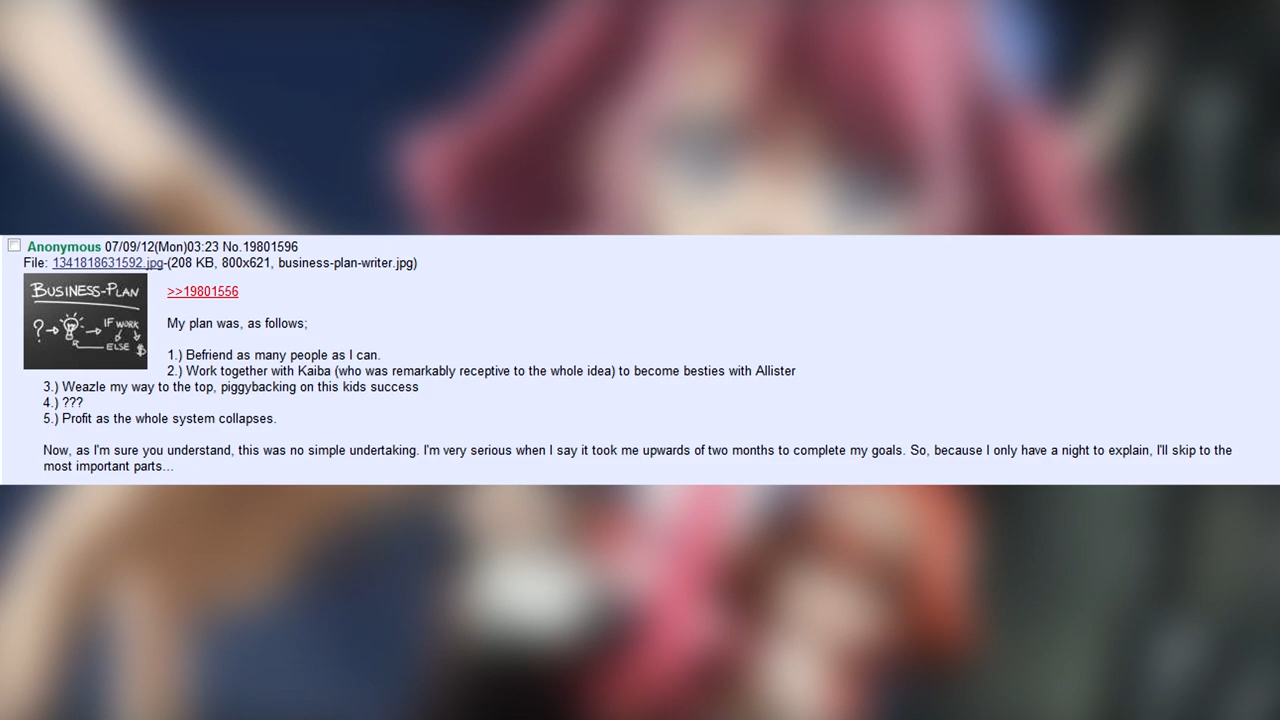 Anonymous 07/09/12(Mon)03:23 No.19801596
File: 1341818631592.jpg-(208 KB, 800x621, business-plan-writer.jpg)
BUSINESS-PLAN
? → → IF WORK
ELSE $
>>19801556
My plan was, as follows;
1.) Befriend as many people as I can.
2.) Work together with Kaiba (who was remarkably receptive to the whole idea) to become besties with Allister
3.) Weazle my way to the top, piggybacking on this kids success
4.) ???
5.) Profit as the whole system collapses.
Now, as I'm sure you understand, this was no simple undertaking. I'm very serious when I say it took me upwards of two months to complete my goals. So, because I only have a night to explain, I'll skip to the
most important parts...